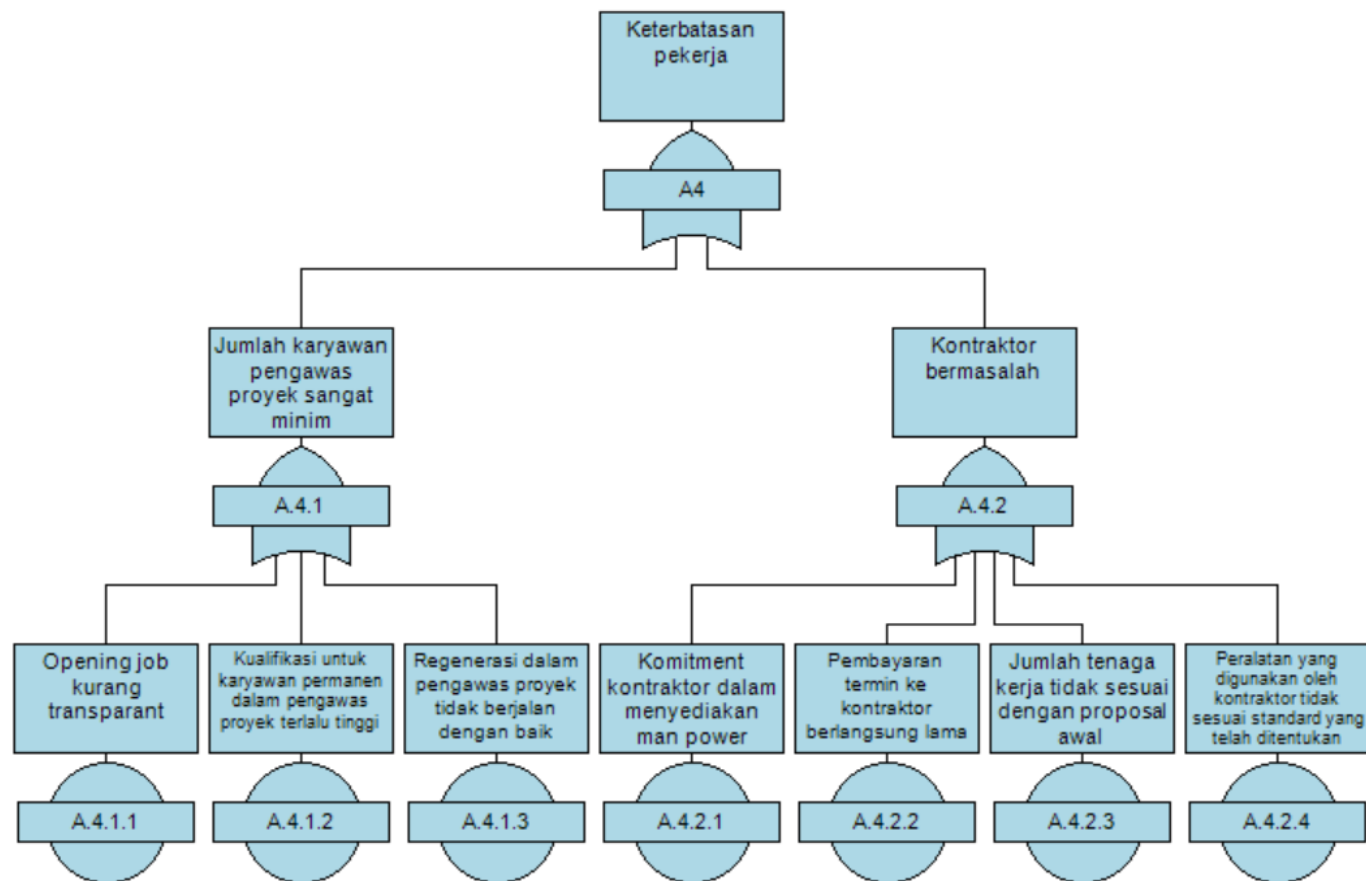 Keterbatasan
pekerja
A4
Jumlah karyawan
pengawas
proyek sangat
minim
Kontraktor
bermasalah
A.4.1
A.4.2
Opening job
kurang
transparant
Kualifikasi untuk
karyawan permanen
dalam pengawas
proyek terlalu tinggi
Regenerasi dalam
pengawas proyek
tidak berjalan
dengan baik
Komitment
kontraktor dalam
menyediakan
man power
Pembayaran
termin ke
kontraktor
berlangsung lama
Jumlah tenaga
kerja tidak sesuai
dengan proposal
awal
Peralatan yang
digunakan oleh
kontraktor tidak
sesuai standard yang
telah ditentukan
A.4.1.1
A.4.1.2
A.4.1.3
A.4.2.1
A.4.2.2
A.4.2.3
A.4.2.4